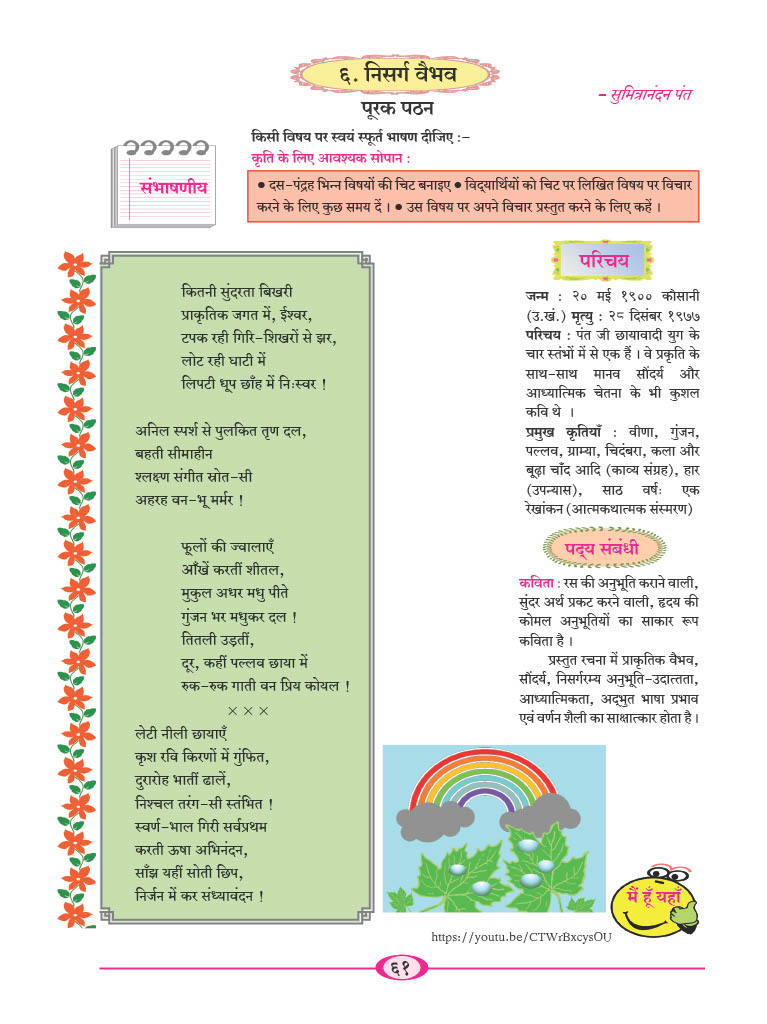 ६. निसर्ग वैभव
पूरक पठन
– सुमित्रानंदन पंत
किसी विषय पर स्वयं स्फूर्त भाषण दीजिए :–
कृति के लिए आवश्यक सोपान :
संभाषणीय
• दस-पंद्रह भिन्न विषयों की चिट बनाइए • विद्यार्थियों को चिट पर लिखित विषय पर विचार
करने के लिए कुछ समय दें । • उस विषय पर अपने विचार प्रस्तुत करने के लिए कहें ।
कितनी सुंदरता बिखरी
प्राकृतिक जगत में, ईश्वर,
टपक रही गिरि-शिखरों से झर,
लोट रही घाटी में
लिपटी धूप छाँह में निःस्वर !
अनिल स्पर्श से पुलकित तृण दल,
बहती सीमाहीन
श्लक्ष्ण संगीत स्रोत-सी
अहरह वन-भू मर्मर !
फूलों की ज्वालाएँ
आँखें करतीं शीतल,
मुकुल अधर मधु पीते
गुंजन भर मधुकर दल !
तितली उड़तीं,
दूर, कहीं पल्लव छाया में
रुक-रुक गाती वन प्रिय कोयल !
×××
लेटी नीली छायाएँ
कृश रवि किरणों में गुंफित,
दुरारोह भातीं ढालें,
निश्चल तरंग-सी स्तंभित !
स्वर्ण-भाल गिरी सर्वप्रथम
करती ऊषा अभिनंदन,
साँझ यहीं सोती छिप,
निर्जन में कर संध्यावंदन !
परिचय
जन्म : २० मई १९०० कौसानी
(उ.खं.) मृत्यु : २८ दिसंबर १९७७
परिचय : पंत जी छायावादी युग के
चार स्तंभों में से एक हैं । वे प्रकृति के
साथ-साथ मानव सौंदर्य और
आध्यात्मिक चेतना के भी कुशल
कवि थे ।
प्रमुख कृतियाँ : वीणा, गुंजन,
पल्लव, ग्राम्या, चिदंबरा, कला और
बूढ़ा चाँद आदि (काव्य संग्रह), हार
(उपन्यास), साठ वर्षः एक
रेखांकन (आत्मकथात्मक संस्मरण)
पद्य संबंधी
कविता : रस की अनुभूति कराने वाली,
सुंदर अर्थ प्रकट करने वाली, हृदय की
कोमल अनुभूतियों का साकार रूप
कविता है ।
प्रस्तुत रचना में प्राकृतिक वैभव,
सौंदर्य, निसर्गरम्य अनुभूति-उदात्तता,
आध्यात्मिकता, अद्भुत भाषा प्रभाव
एवं वर्णन शैली का साक्षात्कार होता है ।
मैं हूँ यहाँ
https://youtu.be/CTWrBxcysOU
६१